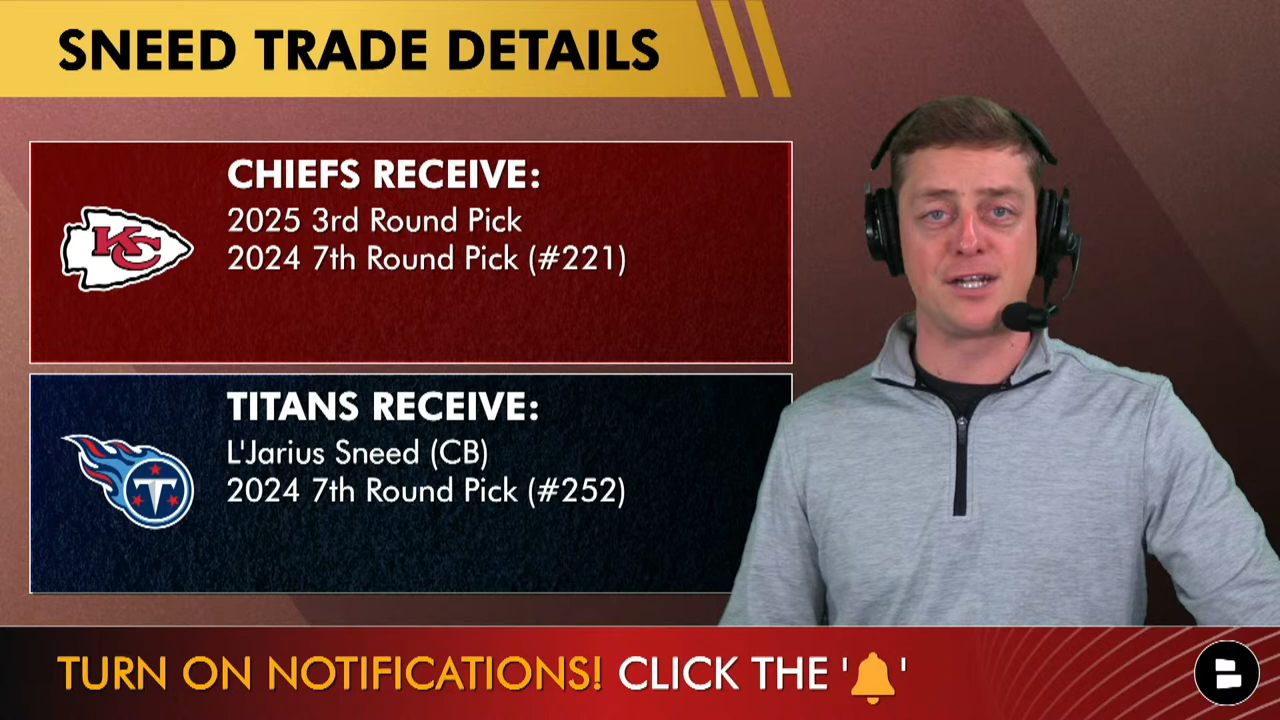 SNEED TRADE DETAILS
CHIEFS RECEIVE:
2025 3rd Round Pick
2024 7th Round Pick (#221)
KC
TITANS RECEIVE:
L'Jarius Sneed (CB)
2024 7th Round Pick (#252)
T
TURN ON NOTIFICATIONS! CLICK THE '🔔'